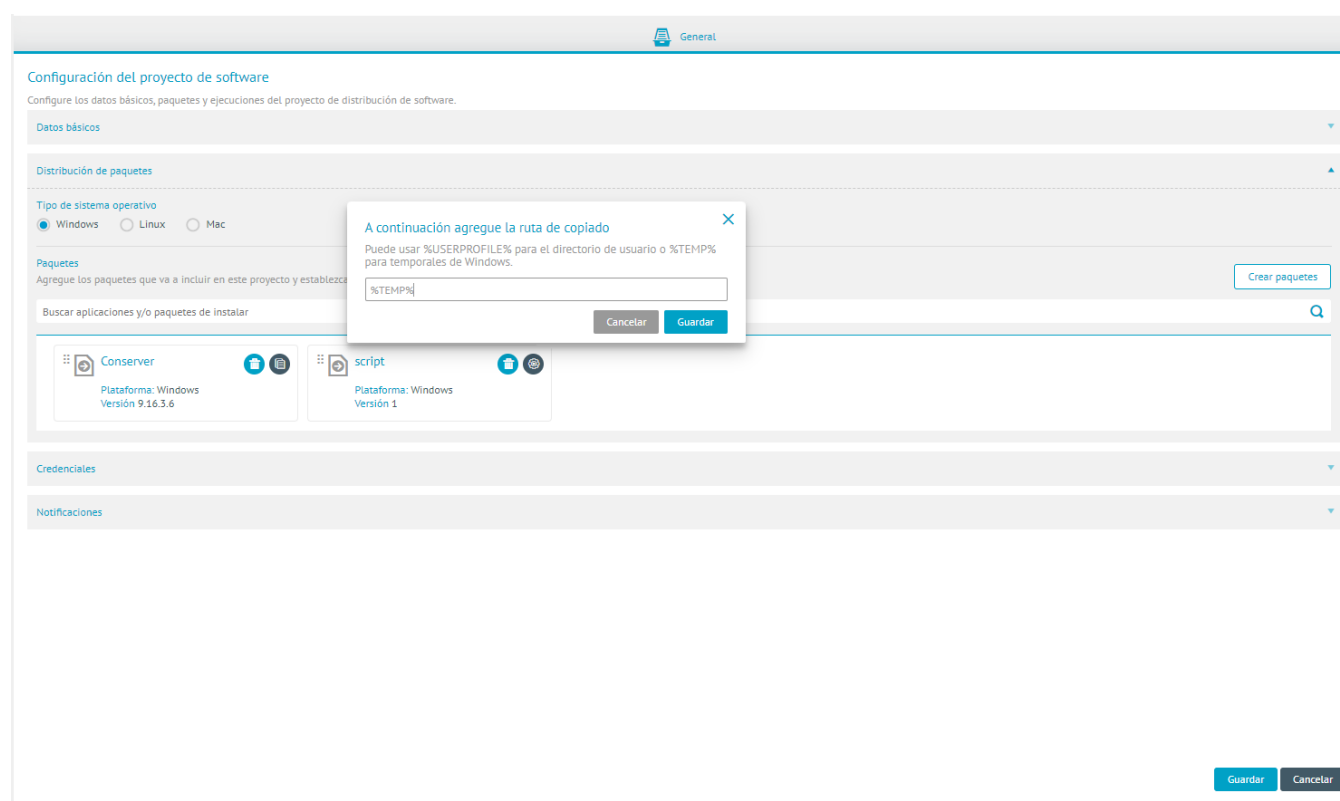 General
Configuración del proyecto de software
Configure los datos básicos, paquetes y ejecuciones del proyecto de distribución de software.
Datos básicos
Distribución de paquetes
Tipo de sistema operativo
Windows
Linux
Mac
A continuación agregue la ruta de copiado
Puede usar %USERPROFILE% para el directorio de usuario o %TEMP%
para temporales de Windows.
%TEMP%
Cancelar
Guardar
Paquetes
Agregue los paquetes que va a incluir en este proyecto y
Crear paquetes
Buscar aplicaciones y/o paquetes de instalar
Conserver
Plataforma: Windows
Versión 9.16.3.6
script
Plataforma: Windows
Versión 1
Credenciales
Notificaciones
Guardar
Cancelar